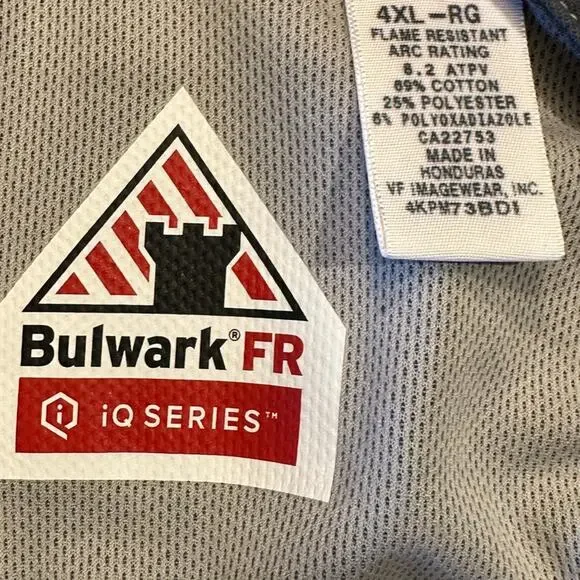 4XL-RG
FLAME RESISTANT
ARC RATING
8.2 ATPV
69% COTTON
25% POLYESTER
6% POLYOXADIAZOLE
CA22753
MADE IN
HONDURAS
VF IMAGEWEAR, INC.
4KPM73BDI
Bulwark® FR
iQ SERIES™